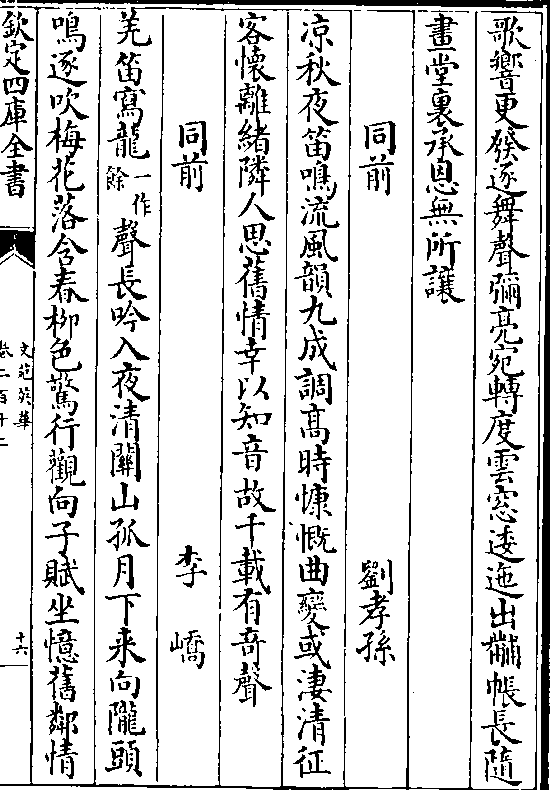 歌響更發逐舞聲彌亮宛轉度雲窓逶迤出黼帳長隨
畫堂裏承恩無所讓
同前 劉孝孫
凉秋夜笛鳴流風韻九成調髙時慷慨曲變或淒清征
客懷離緒隣人思舊情幸以知音故千載有竒聲
同前 李嶠
羌笛寫龍一作餘聲長吟入夜清關山孤月下来向隴頭
鳴逐吹梅花落含春栁色驚行觀向子賦坐憶舊鄰情
欽定四庫全書
文苑英華
卷二百十二
十六